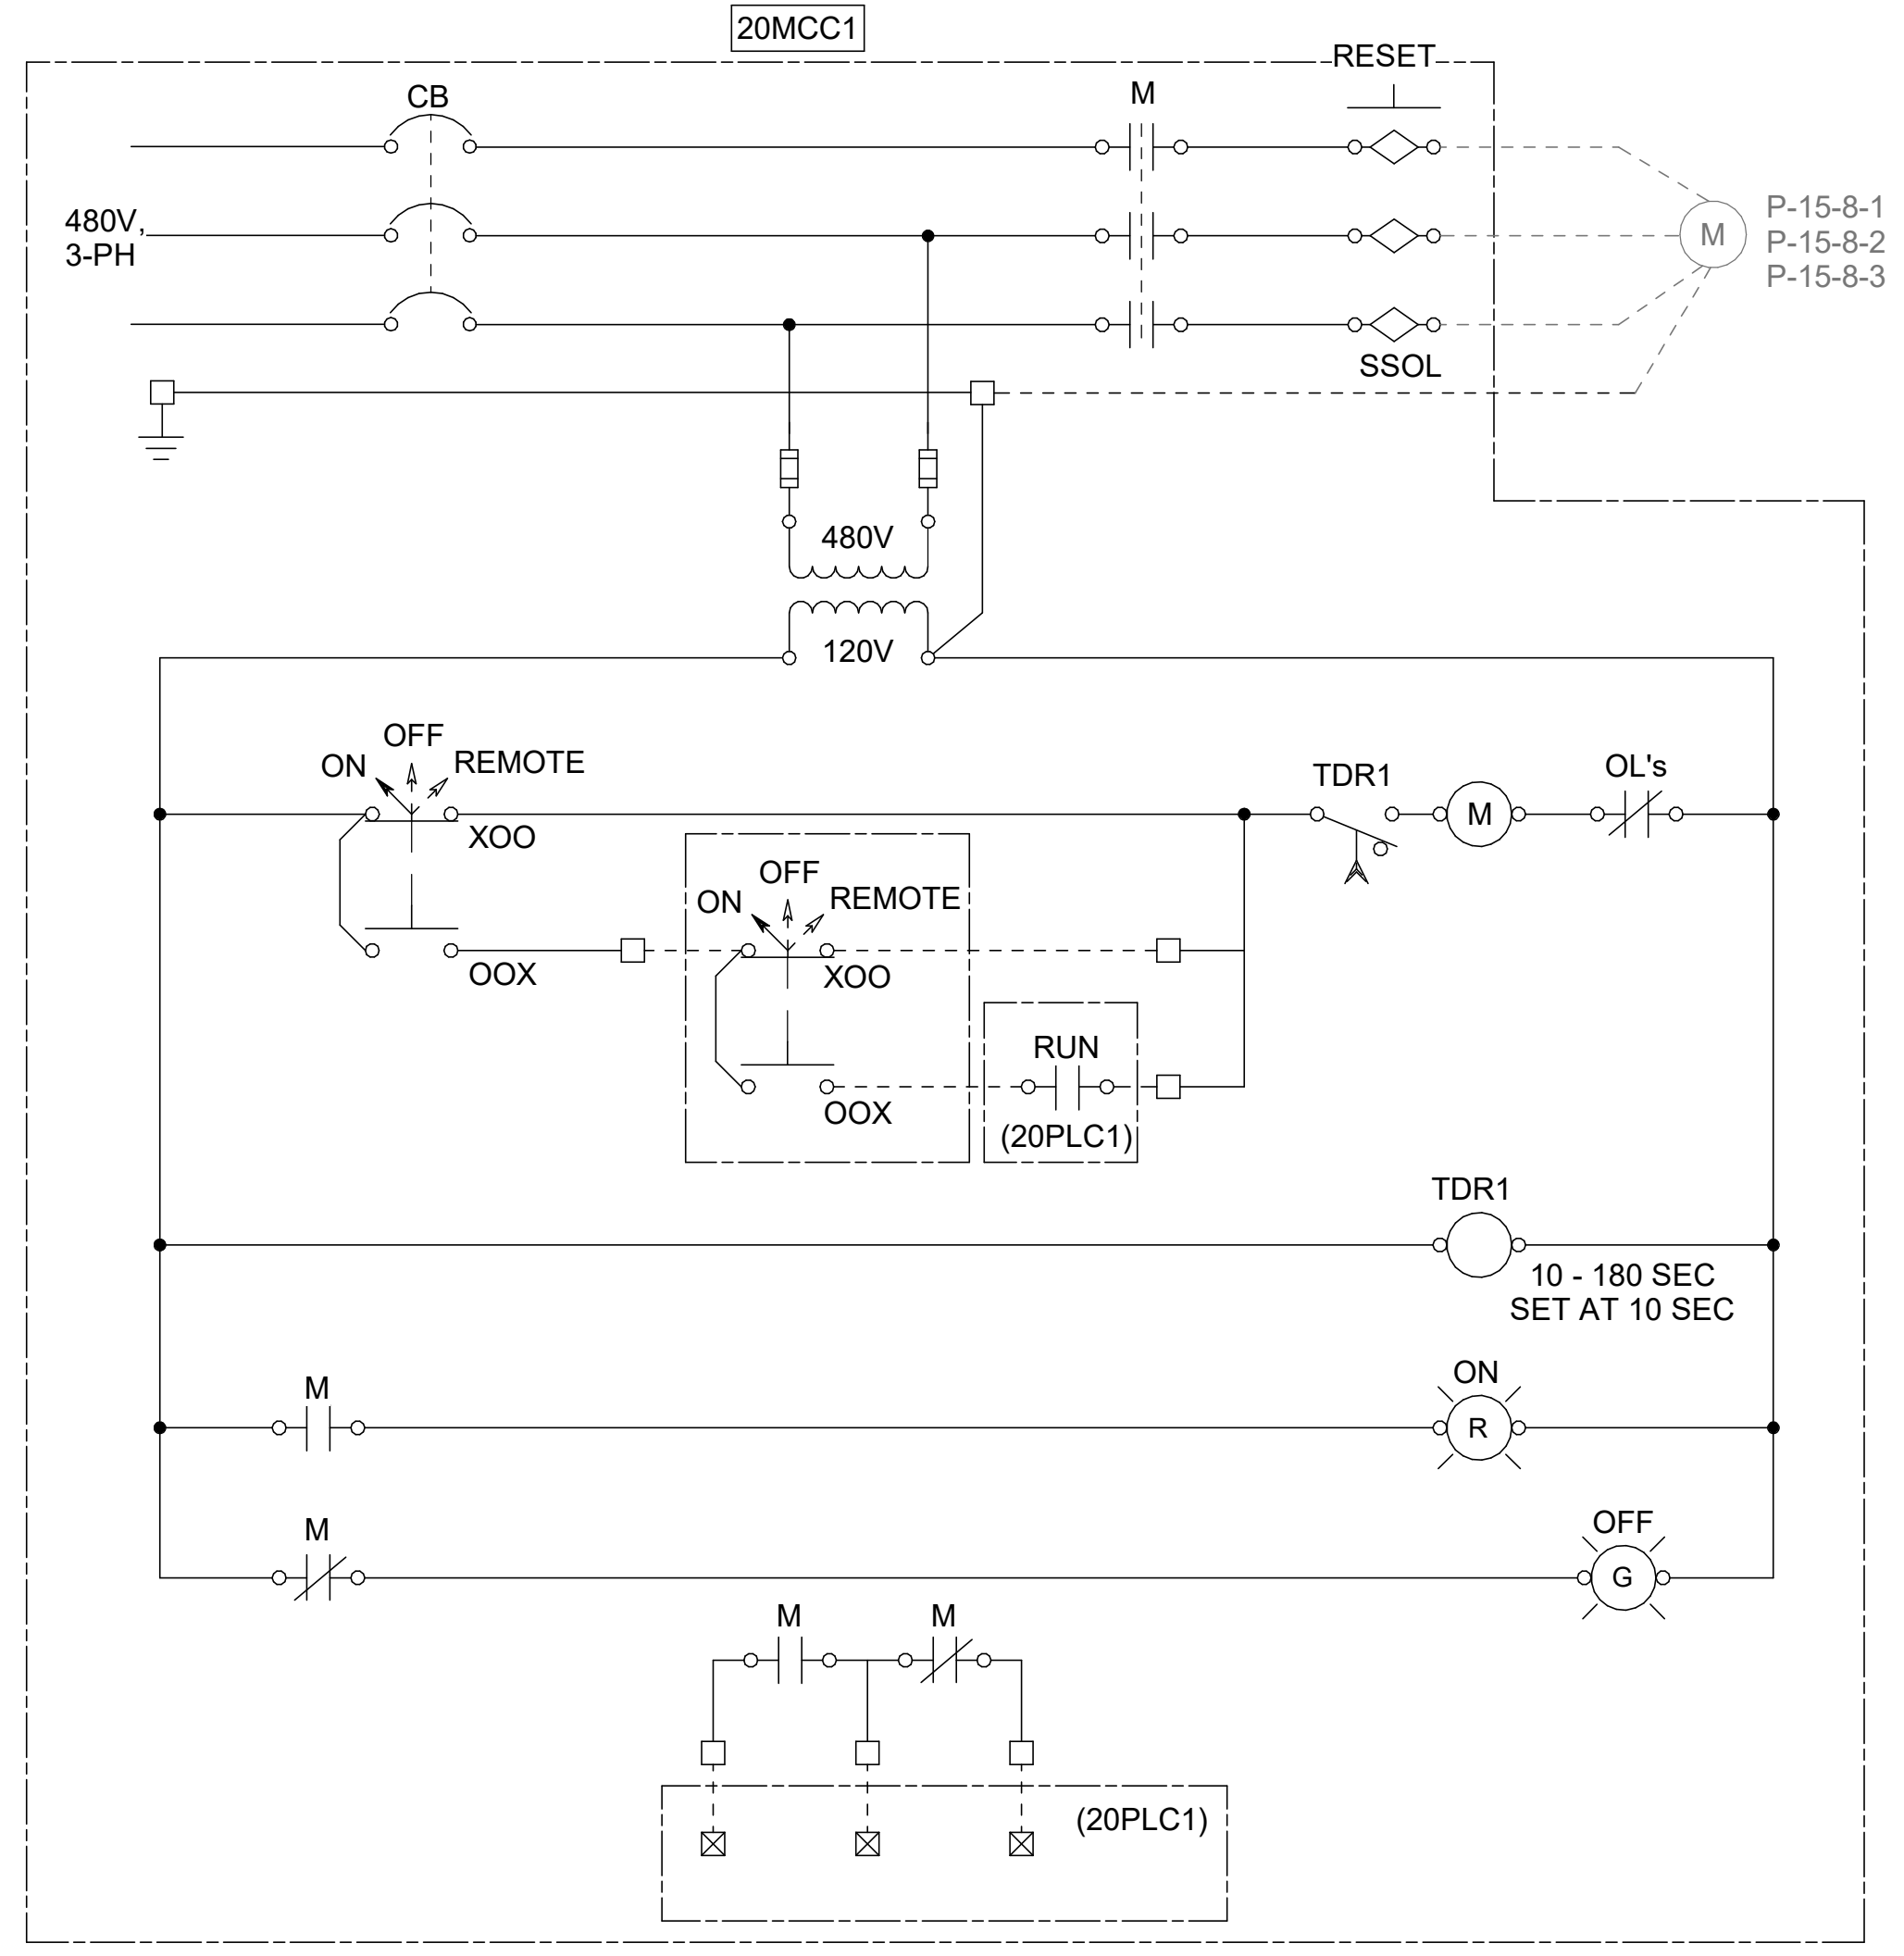 20MCC1
RESET
CB
M
480V,
3-PH
M
P-15-8-1
P-15-8-2
P-15-8-3
SSOL
480V
120V
OFF
ON
REMOTE
XOO
TDR1
M
OL's
OFF
ON
REMOTE
XOO
OOX
RUN
OOX
(20PLC1)
TDR1
10 - 180 SEC
SET AT 10 SEC
M
ON
R
M
OFF
G
M
M
(20PLC1)